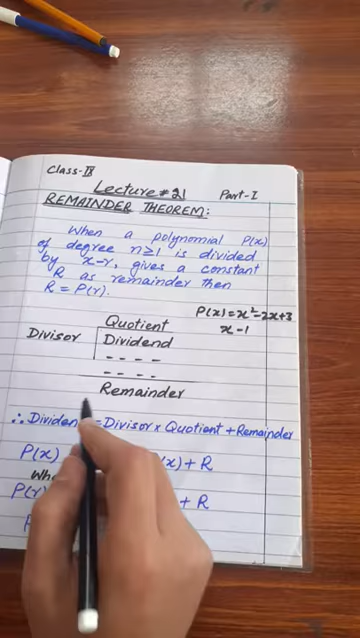 Class-IX
Lecture # 21 Part-I
REMAINDER THEOREM:
When a polynomial P(x)
of degree n≥1 is divided
by x-r, gives a constant
R as remainder then
R = P(r).
P(x)=x²-2x+3
x-1
Quotient
Divisor Dividend
- - - -
- - - -
Remainder
∴ Dividend=Divisor x Quotient + Remainder
P(x) (x) + R
P(r) + R